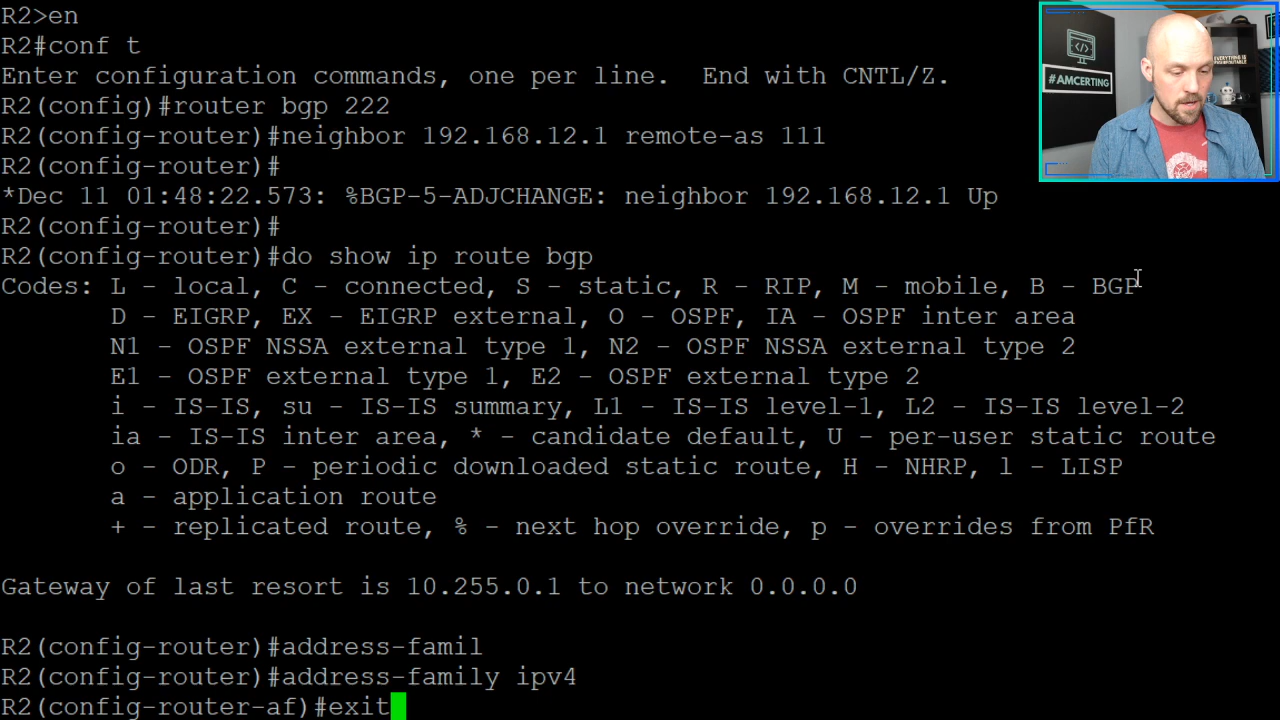 R2>en
R2#conf t
Enter configuration commands, one per line.  End with CNTL/Z.
R2(config)#router bgp 222
R2(config-router)#neighbor 192.168.12.1 remote-as 111
R2(config-router)#
*Dec 11 01:48:22.573: %BGP-5-ADJCHANGE: neighbor 192.168.12.1 Up
R2(config-router)#
R2(config-router)#do show ip route bgp
Codes: L - local, C - connected, S - static, R - RIP, M - mobile, B - BGP
       D - EIGRP, EX - EIGRP external, O - OSPF, IA - OSPF inter area
       N1 - OSPF NSSA external type 1, N2 - OSPF NSSA external type 2
       E1 - OSPF external type 1, E2 - OSPF external type 2
       i - IS-IS, su - IS-IS summary, L1 - IS-IS level-1, L2 - IS-IS level-2
       ia - IS-IS inter area, * - candidate default, U - per-user static route
       o - ODR, P - periodic downloaded static route, H - NHRP, l - LISP
       a - application route
       + - replicated route, % - next hop override, p - overrides from PfR
Gateway of last resort is 10.255.0.1 to network 0.0.0.0
R2(config-router)#address-famil
R2(config-router)#address-family ipv4
R2(config-router-af)#exit
</> #AMCERTING
EVERYTHING IS